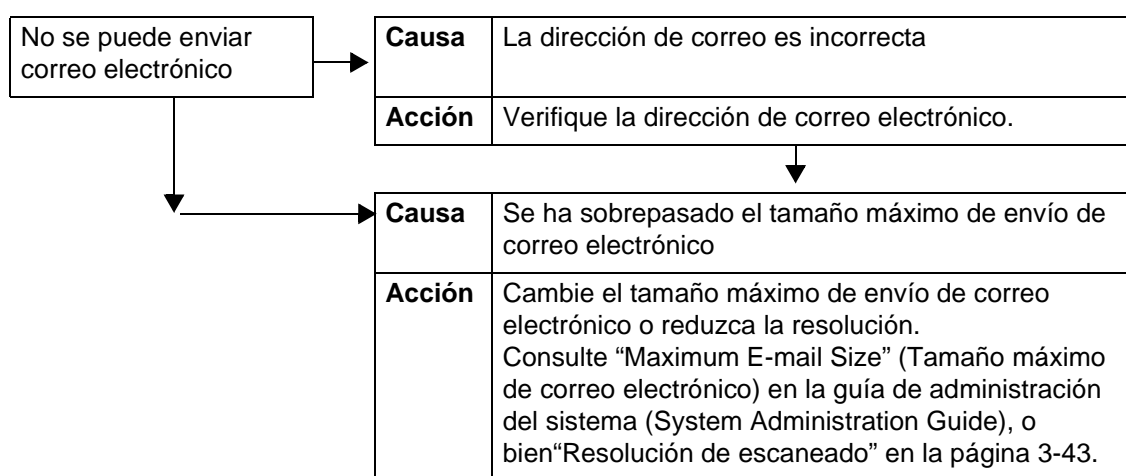 No se puede enviar
correo electrónico
Causa La dirección de correo es incorrecta
Acción Verifique la dirección de correo electrónico.
Causa Se ha sobrepasado el tamaño máximo de envío de
correo electrónico
Acción Cambie el tamaño máximo de envío de correo
electrónico o reduzca la resolución.
Consulte “Maximum E-mail Size” (Tamaño máximo
de correo electrónico) en la guía de administración
del sistema (System Administration Guide), o
bien“Resolución de escaneado” en la página 3-43.